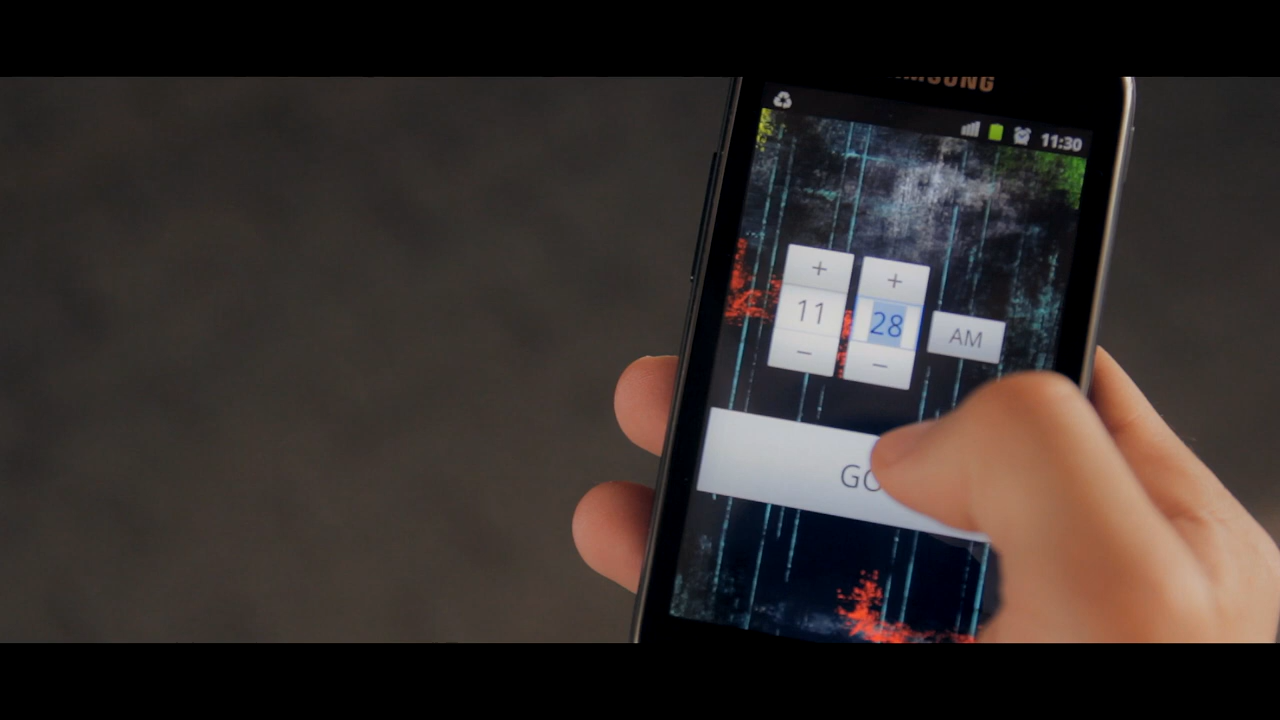 SAMSUNG
11:30
+ +
11 28 AM
− −
GO